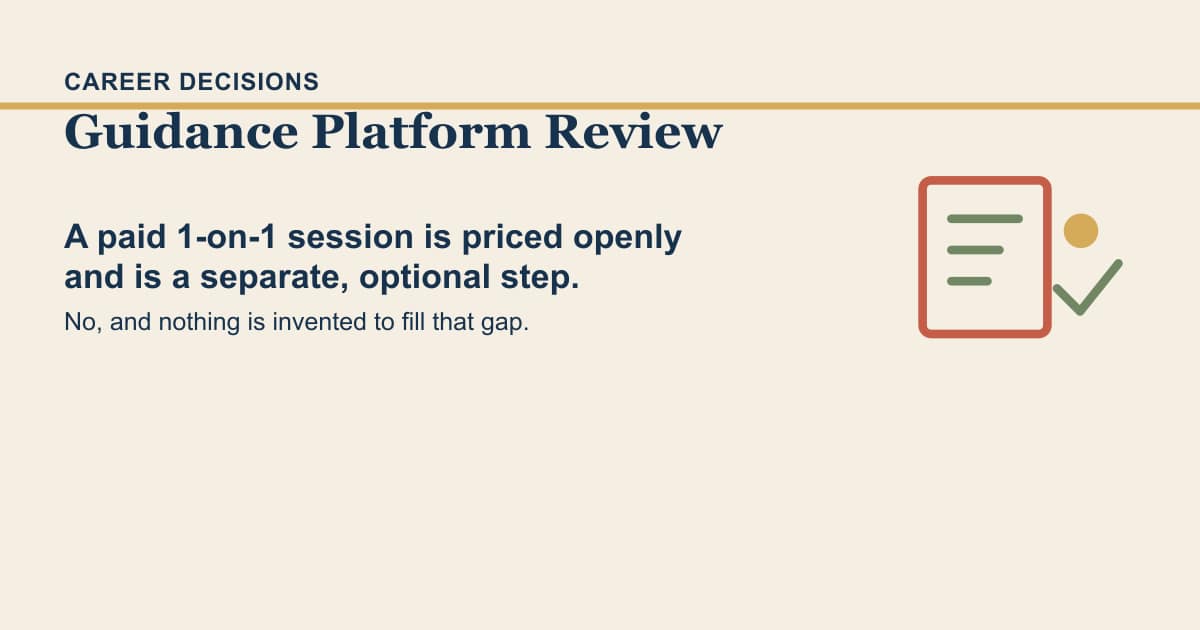 CAREER DECISIONS
Guidance Platform Review
A paid 1-on-1 session is priced openly
and is a separate, optional step.
No, and nothing is invented to fill that gap.